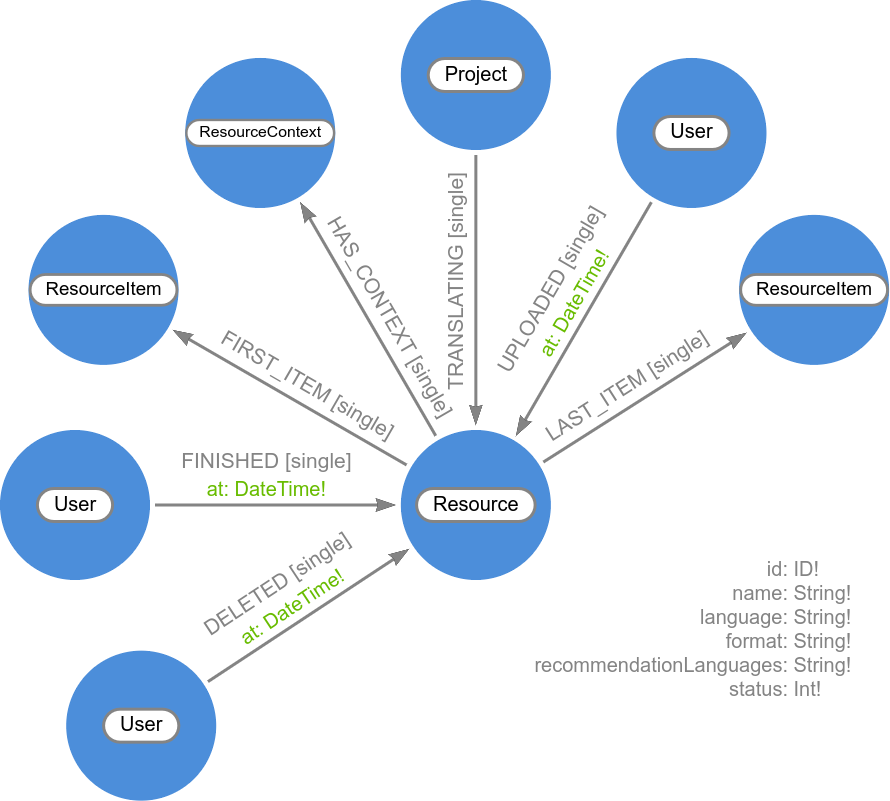 Project
ResourceContext
User
ResourceItem
ResourceItem
HAS_CONTEXT [single]
TRANSLATING [single]
UPLOADED [single]
at: DateTime!
FIRST_ITEM [single]
LAST_ITEM [single]
FINISHED [single]
at: DateTime!
User
Resource
DELETED [single]
at: DateTime!
User
id: ID!
name: String!
language: String!
format: String!
recommendationLanguages: String!
status: Int!